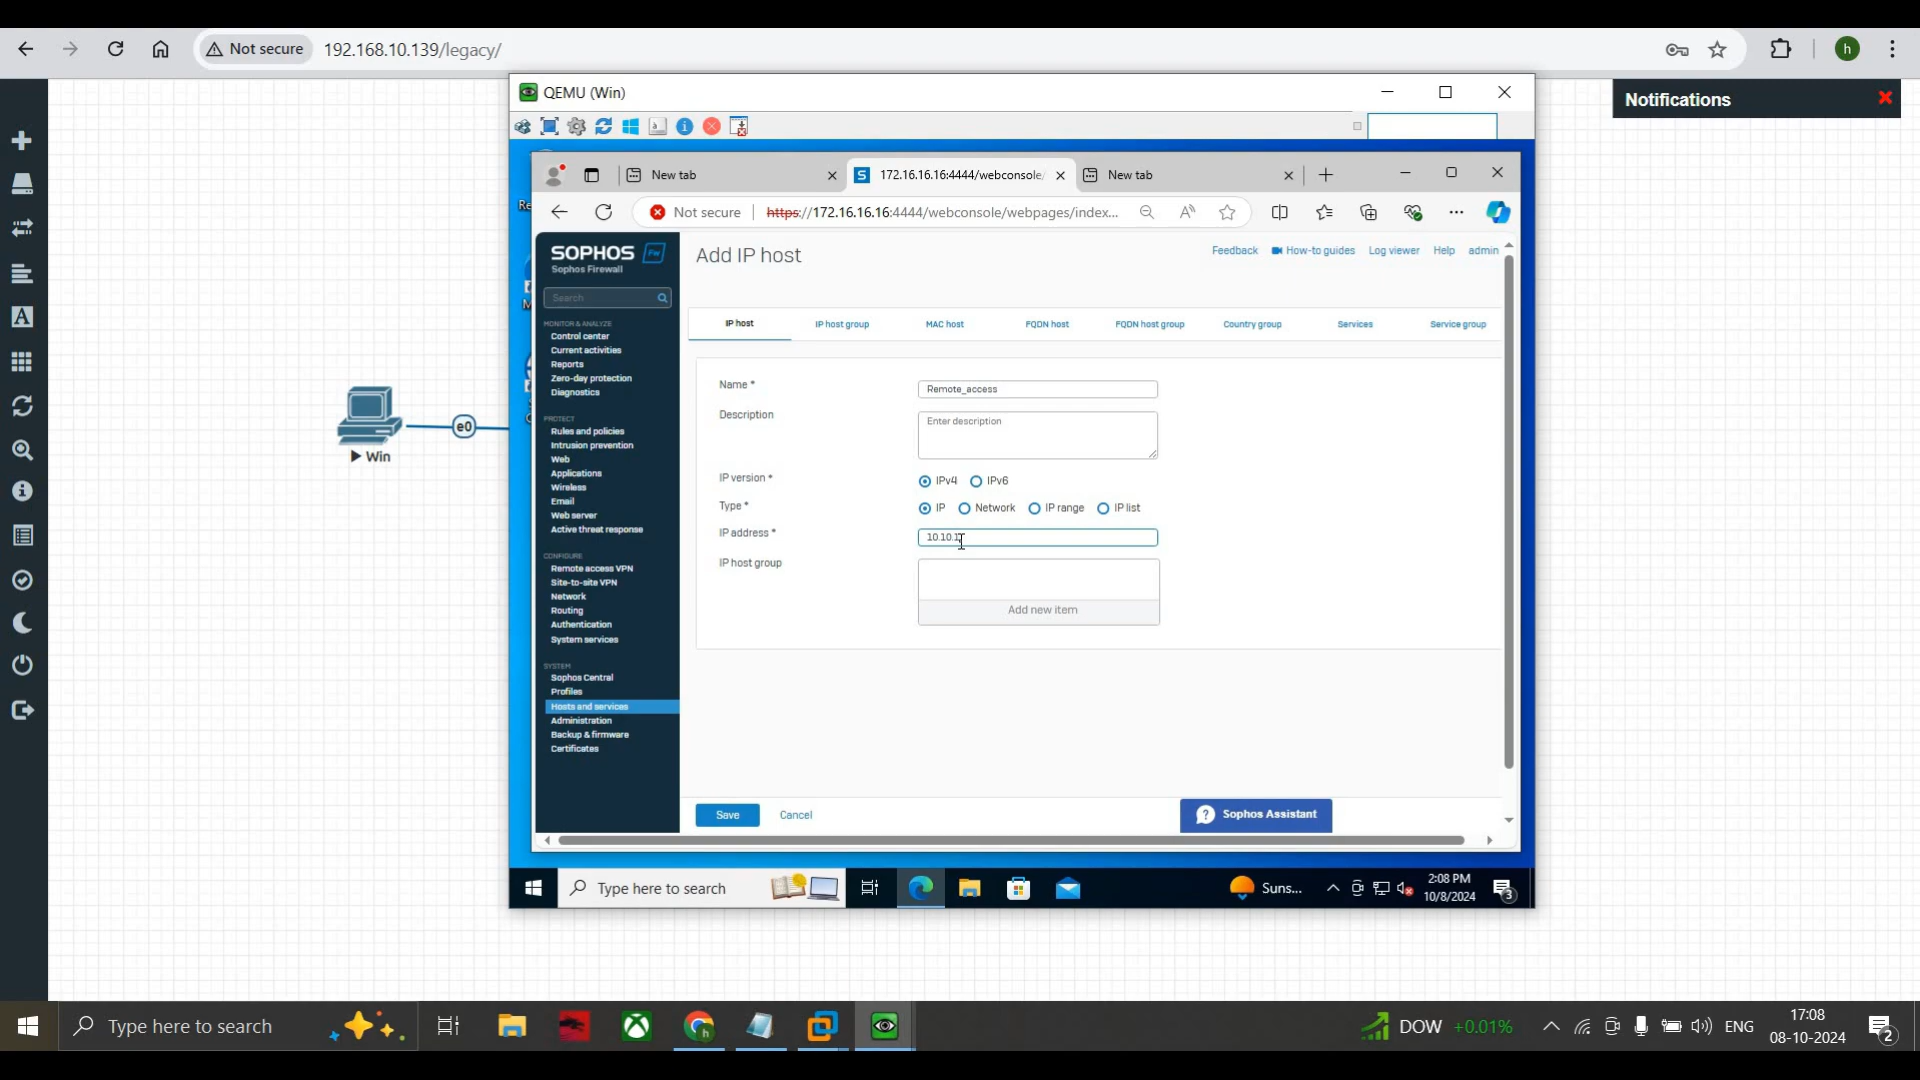 Not secure
192.168.10.139/legacy/
h
QEMU (Win)
Notifications
New tab
172.16.16.16:4444/webconsole/
New tab
Not secure
https://172.16.16.16:4444/webconsole/webpages/index...
SOPHOS
Fw
Sophos Firewall
Search
Add IP host
Feedback
How-to guides
Log viewer
Help
admin
IP host
IP host group
MAC host
FQDN host
FQDN host group
Country group
Services
Service group
MONITOR & ANALYZE
Control center
Current activities
Reports
Zero-day protection
Diagnostics
PROTECT
Rules and policies
Intrusion prevention
Web
Applications
Wireless
Email
Web server
Active threat response
CONFIGURE
Remote access VPN
Site-to-site VPN
Network
Routing
Authentication
System services
SYSTEM
Sophos Central
Profiles
Hosts and services
Administration
Backup & firmware
Certificates
Name *
Remote_access
Description
Enter description
IP version *
IPv4
IPv6
Type *
IP
Network
IP range
IP list
IP address *
IP host group
Add new item
Save
Cancel
Sophos Assistant
e0
Win
Type here to search
Suns...
2:08 PM
10/8/2024
3
Type here to search
h
DOW +0.01%
ENG
17:08
08-10-2024
2